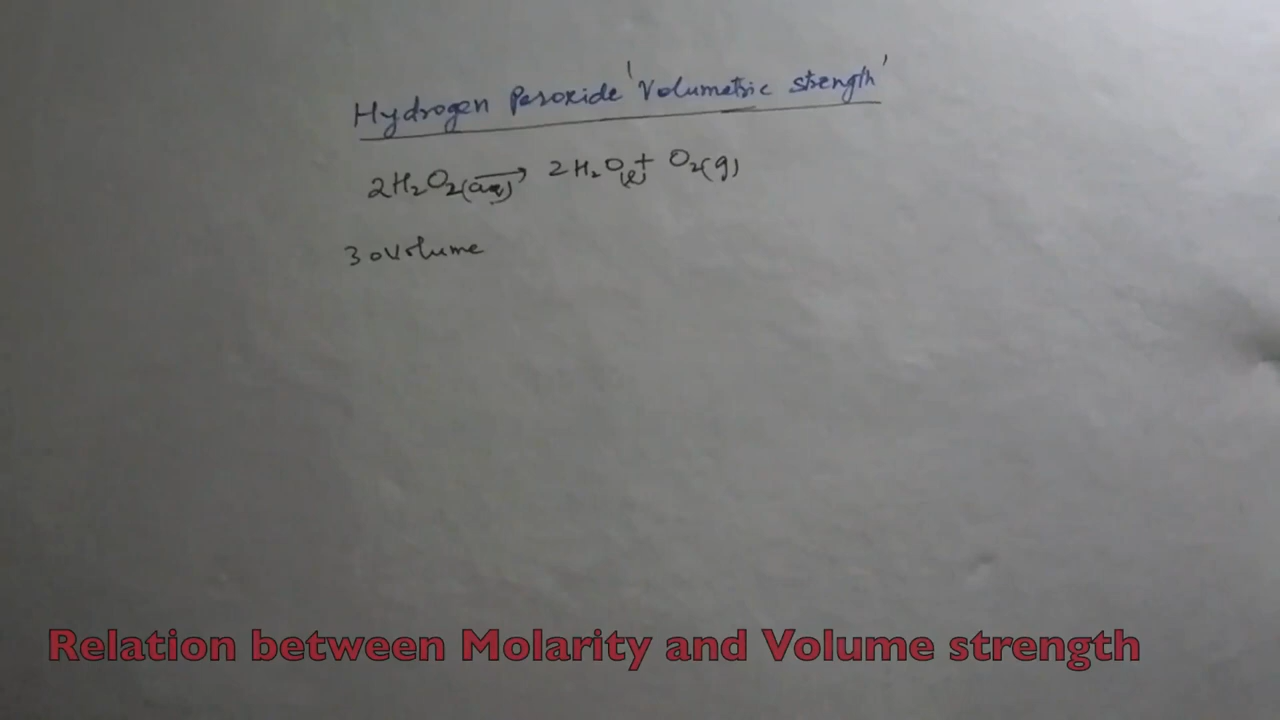 Hydrogen Peroxide 'Volumetric strength'
2H₂O₂(aq) → 2H₂O(l) + O₂(g)
30 volume
Relation between Molarity and Volume strength